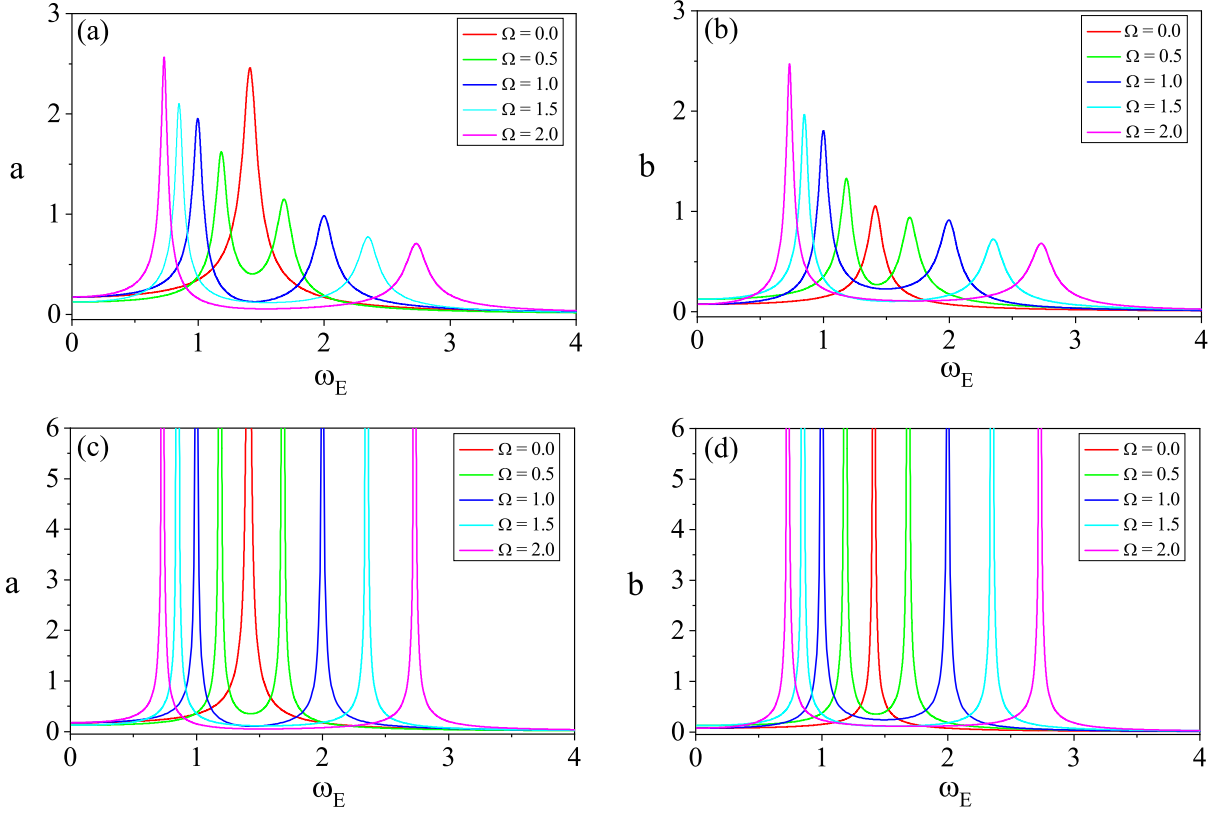 (a)
3
2
1
0
a
Ω = 0.0
Ω = 0.5
Ω = 1.0
Ω = 1.5
Ω = 2.0
0 1 2 3 4
ω_E
(b)
3
2
1
0
b
Ω = 0.0
Ω = 0.5
Ω = 1.0
Ω = 1.5
Ω = 2.0
0 1 2 3 4
ω_E
(c)
6
5
4
3
2
1
0
a
Ω = 0.0
Ω = 0.5
Ω = 1.0
Ω = 1.5
Ω = 2.0
0 1 2 3 4
ω_E
(d)
6
5
4
3
2
1
0
b
Ω = 0.0
Ω = 0.5
Ω = 1.0
Ω = 1.5
Ω = 2.0
0 1 2 3 4
ω_E